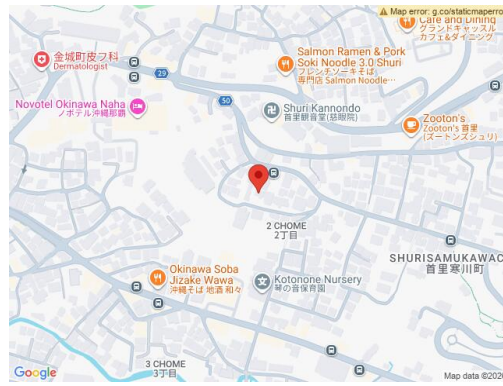 Map error: g.co/staticmaperro
Cafe and Dining
グランドキャッスル
カフェ&ダイニング
金城町皮フ科
Dermatologist
Salmon Ramen & Pork
Soki Noodle 3.0 Shuri
フレンチソーキそば
専門店 Salmon Noodle...
29
50
Novotel Okinawa Naha
ノボテル沖縄那覇
Shuri Kannondo
首里観音堂(慈眼院)
Zooton's
Zooton's 首里
(ズートンズシュリ)
2 CHOME
2丁目
SHURISAMUKAWAC
首里寒川町
Okinawa Soba
Jizake Wawa
沖縄そば 地酒 和々
Kotonone Nursery
琴の音保育園
3 CHOME
3丁目
Google
Map data ©202